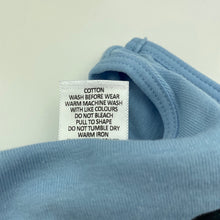 COTTON
WASH BEFORE WEAR
WARM MACHINE WASH
WITH LIKE COLOURS
DO NOT BLEACH
PULL TO SHAPE
DO NOT TUMBLE DRY
WARM IRON